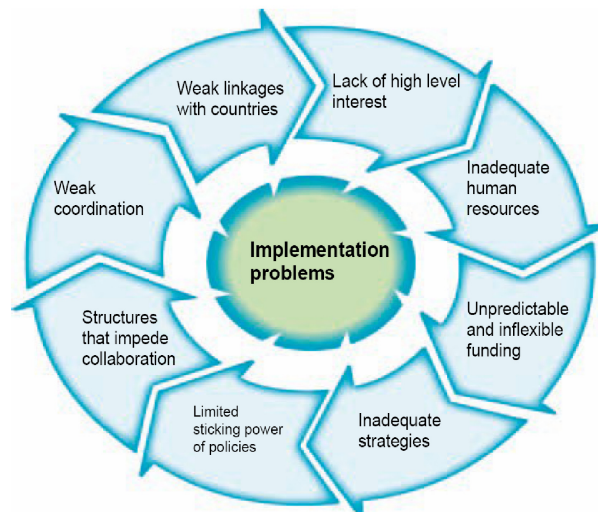 Weak linkages
with countries
Lack of high level
interest
Inadequate
human
resources
Unpredictable
and inflexible
funding
Inadequate
strategies
Limited
sticking power
of policies
Structures
that impede
collaboration
Weak
coordination
Implementation
problems